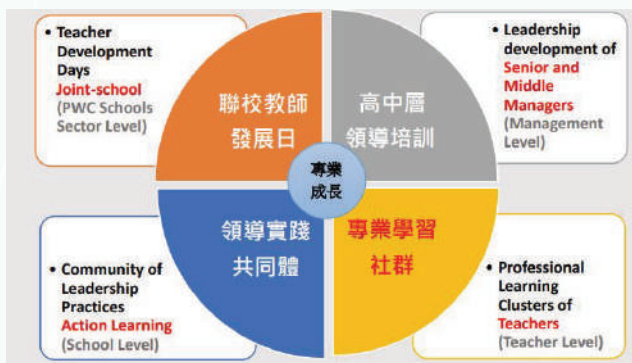 • Teacher
Development
Days
Joint-school
(PWC Schools
Sector Level)
聯校教師
發展日
高中層
領導培訓
• Leadership
development of
Senior and
Middle
Managers
(Management
Level)
專業
成長
• Community of
Leadership
Practices
Action Learning
(School Level)
領導實踐
共同體
專業學習
社群
• Professional
Learning
Clusters of
Teachers
(Teacher Level)